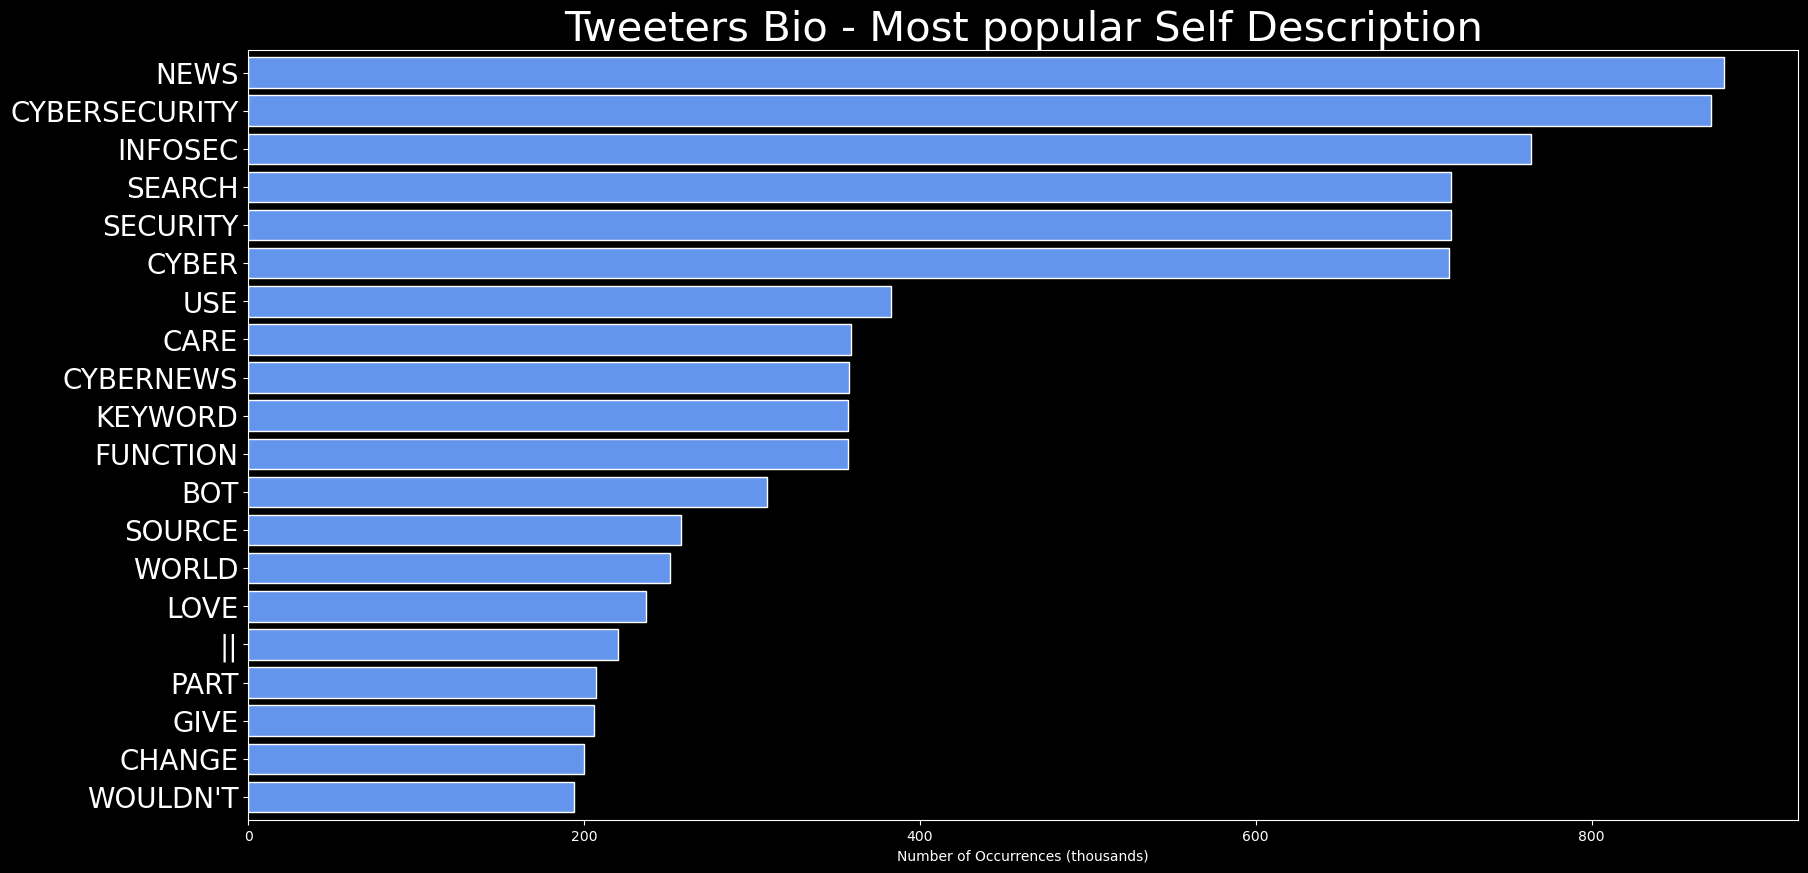 Tweeters Bio - Most popular Self Description
NEWS
CYBERSECURITY
INFOSEC
SEARCH
SECURITY
CYBER
USE
CARE
CYBERNEWS
KEYWORD
FUNCTION
BOT
SOURCE
WORLD
LOVE
||
PART
GIVE
CHANGE
WOULDN'T
0 200 400 600 800
Number of Occurrences (thousands)